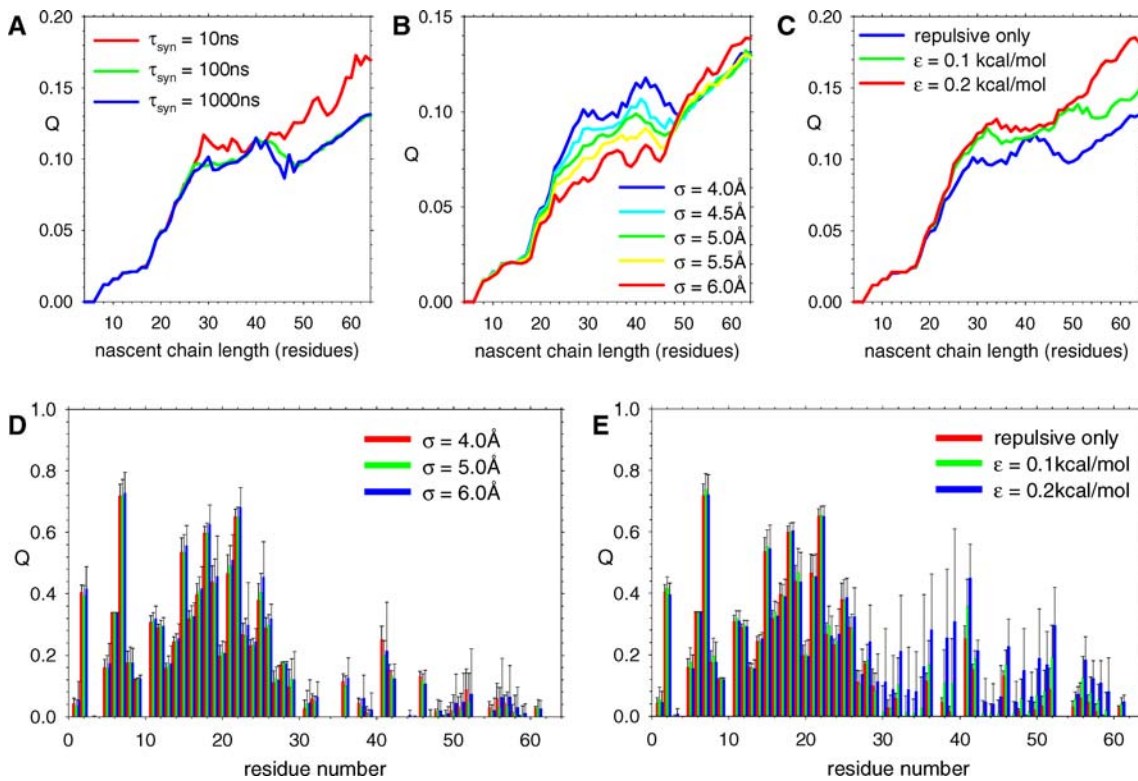 A
τsyn = 10ns
τsyn = 100ns
τsyn = 1000ns
Q
0.20
0.15
0.10
0.05
0.00
10 20 30 40 50 60
nascent chain length (residues)
B
σ = 4.0Å
σ = 4.5Å
σ = 5.0Å
σ = 5.5Å
σ = 6.0Å
Q
0.15
0.10
0.05
0.00
10 20 30 40 50 60
nascent chain length (residues)
C
repulsive only
ε = 0.1 kcal/mol
ε = 0.2 kcal/mol
Q
0.20
0.15
0.10
0.05
0.00
10 20 30 40 50 60
nascent chain length (residues)
D
σ = 4.0Å
σ = 5.0Å
σ = 6.0Å
Q
1.0
0.8
0.6
0.4
0.2
0.0
0 10 20 30 40 50 60
residue number
E
repulsive only
ε = 0.1kcal/mol
ε = 0.2kcal/mol
Q
1.0
0.8
0.6
0.4
0.2
0.0
0 10 20 30 40 50 60
residue number